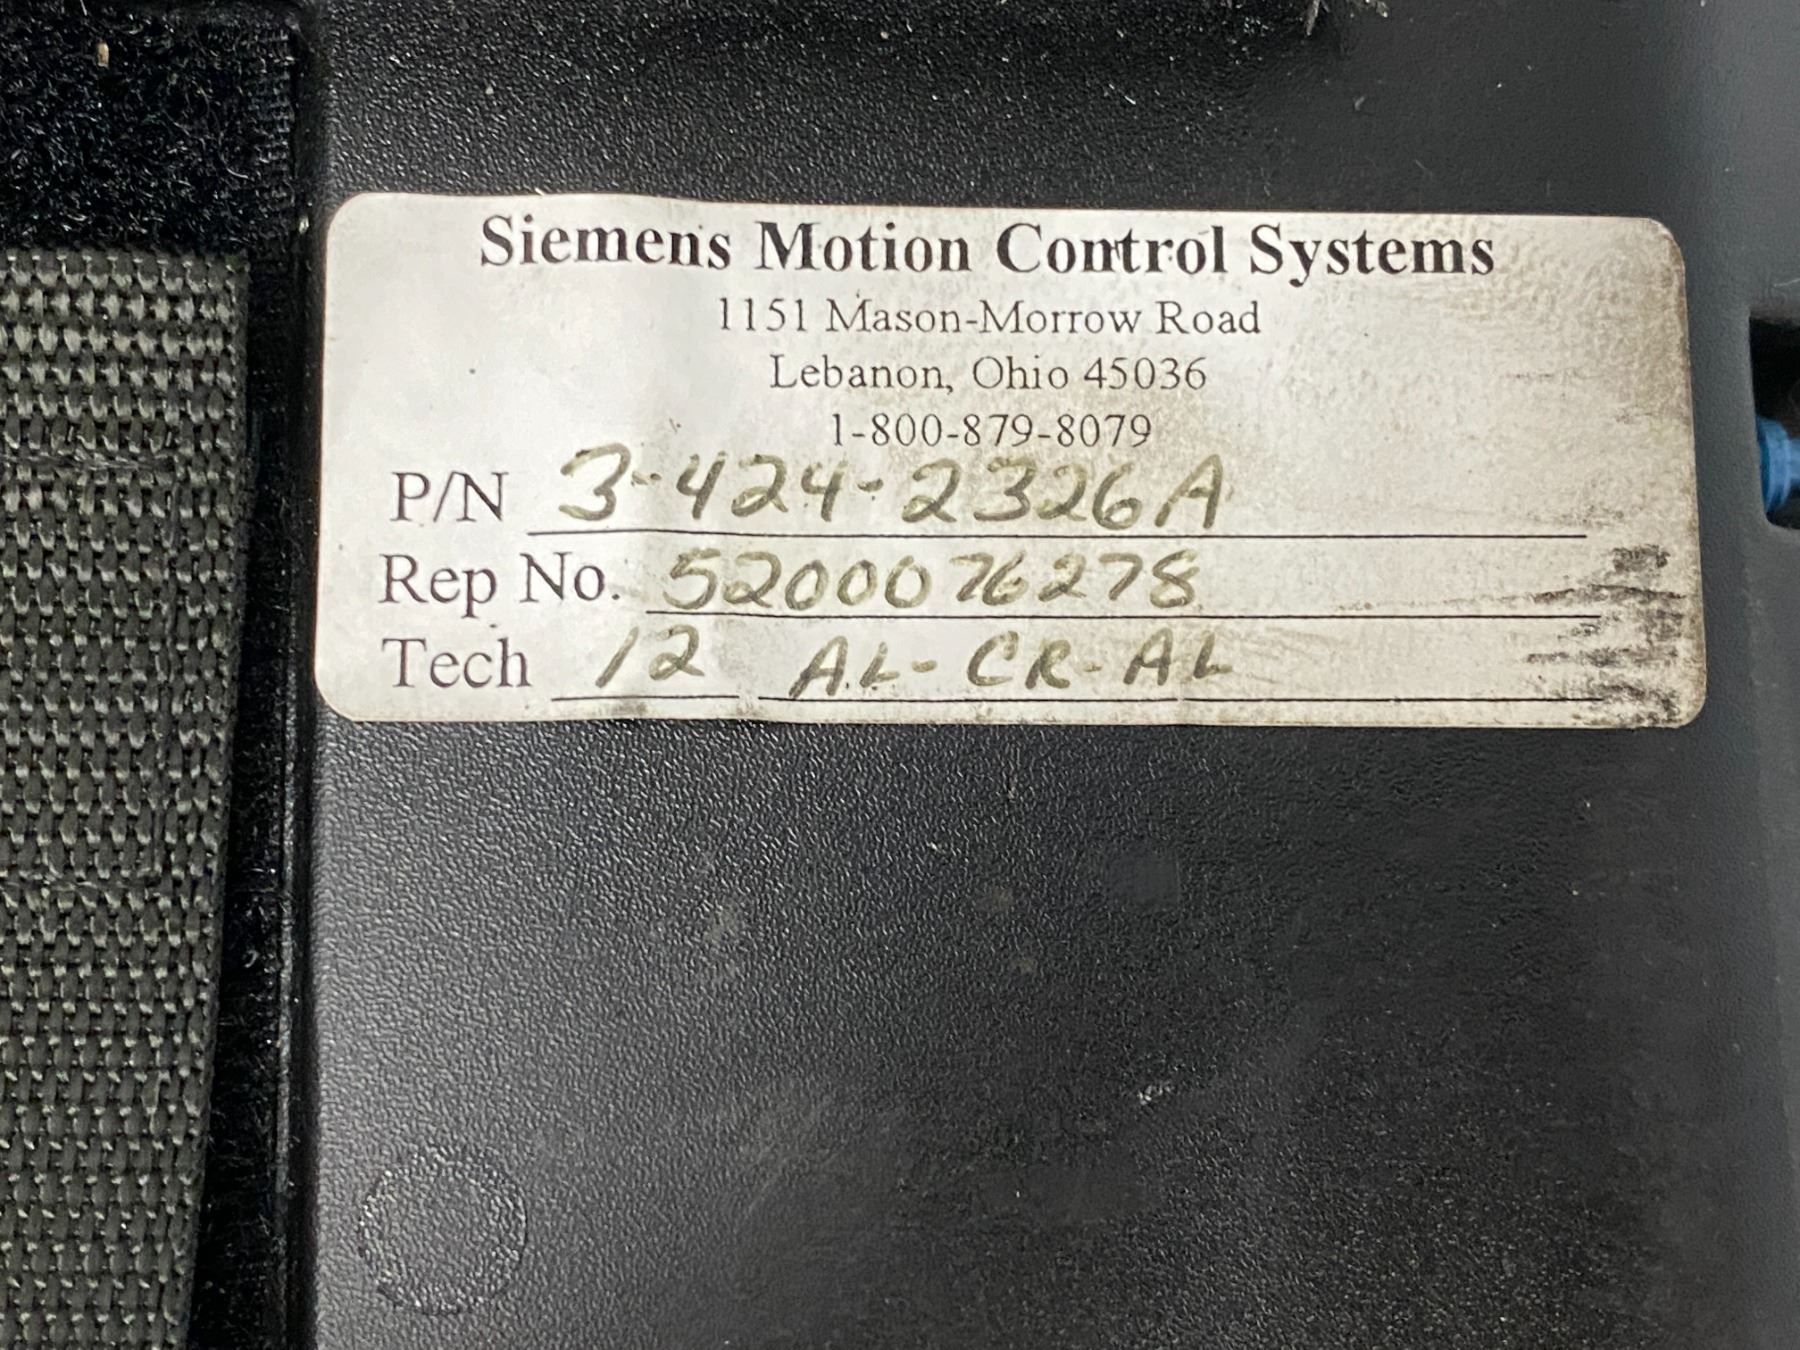 Siemens Motion Control Systems
1151 Mason-Morrow Road
Lebanon, Ohio 45036
1-800-879-8079
P/N 3-424-2326A
Rep No. 5200076278
Tech 12 AL-CR-AL